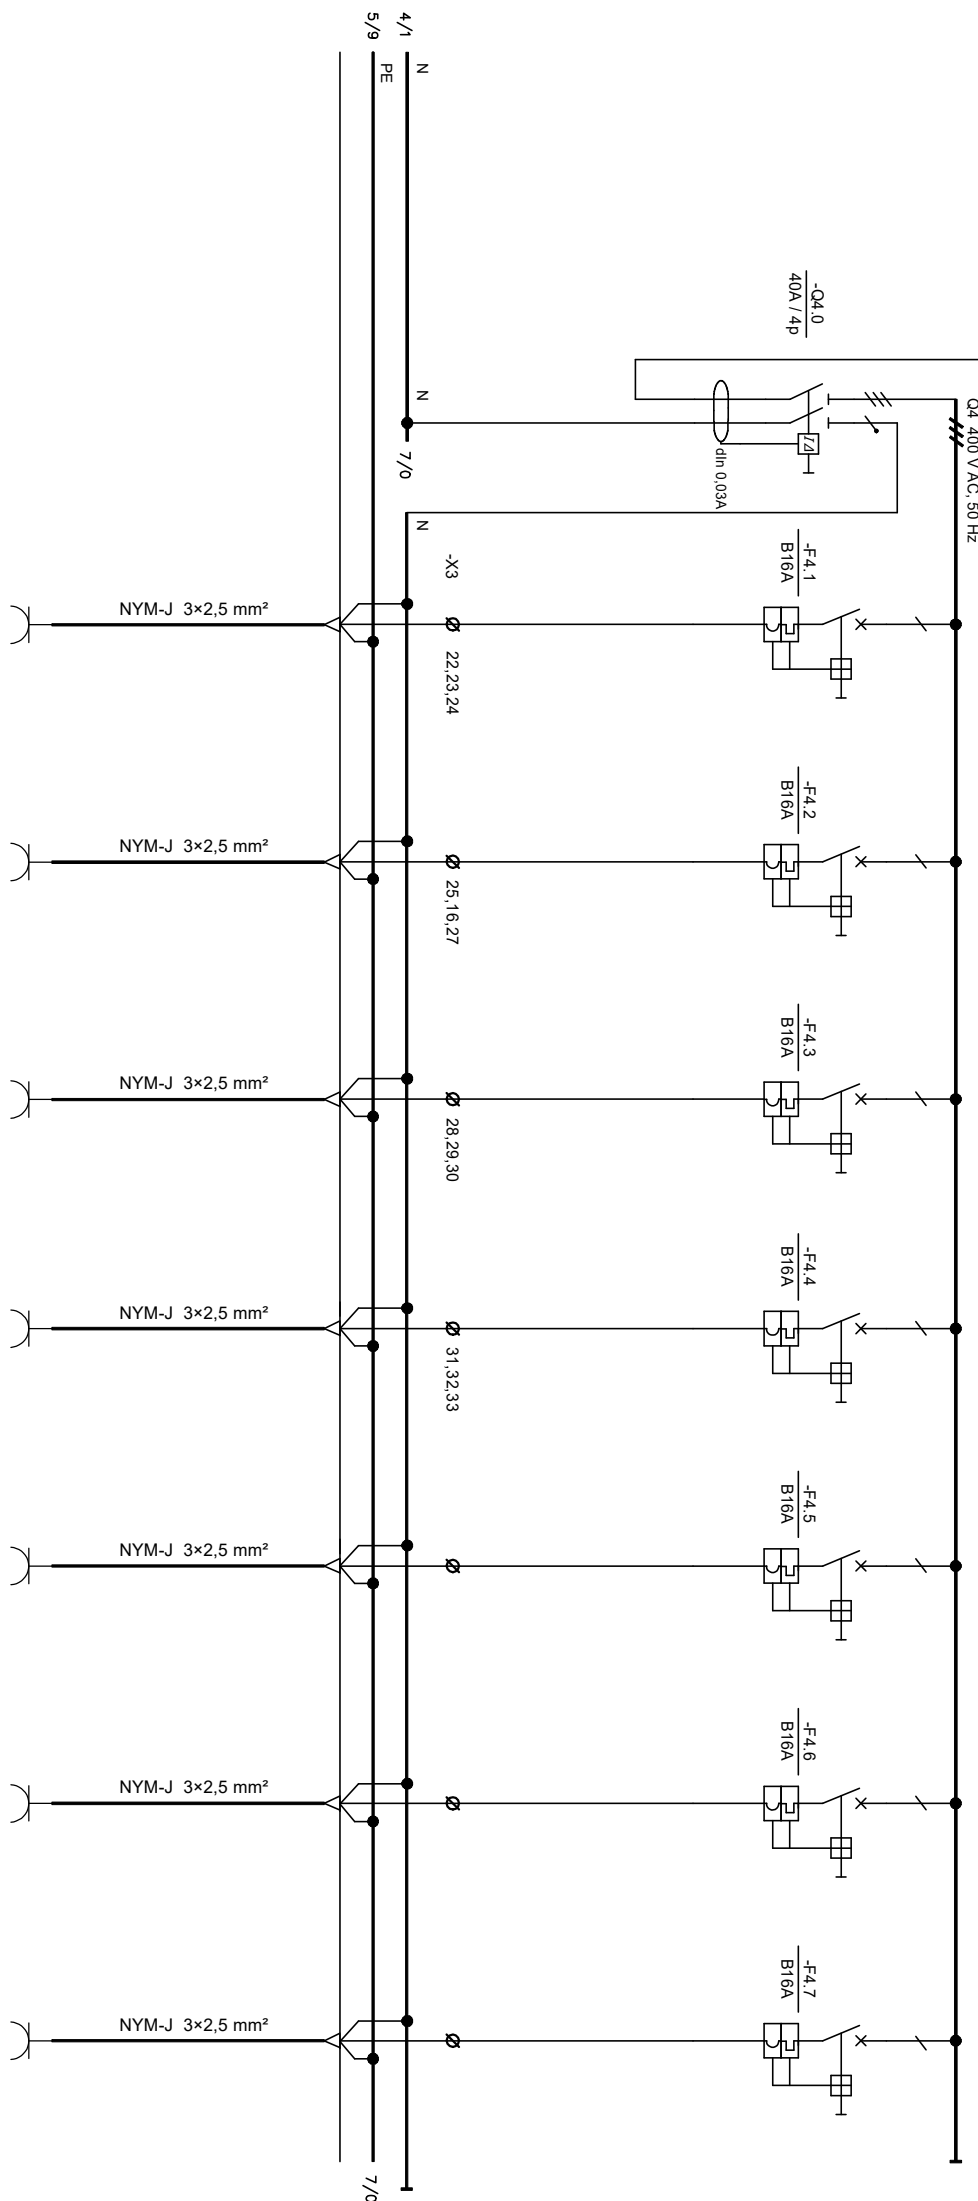 5/9
4/1
PE
N
-Q4.0
40A / 4p
Q4 400 V AC, 50 Hz
N
7/0
dIn 0,03A
N
-X3
-F4.1
B16A
NYM-J 3×2,5 mm²
22,23,24
-F4.2
B16A
NYM-J 3×2,5 mm²
25,16,27
-F4.3
B16A
NYM-J 3×2,5 mm²
28,29,30
-F4.4
B16A
NYM-J 3×2,5 mm²
31,32,33
-F4.5
B16A
NYM-J 3×2,5 mm²
-F4.6
B16A
NYM-J 3×2,5 mm²
-F4.7
B16A
NYM-J 3×2,5 mm²
7/0